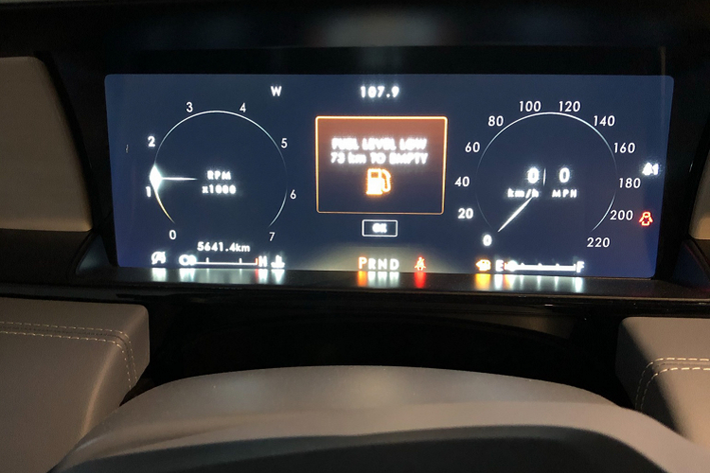 W
107.9
0
1
2
3
4
5
6
7
RPM
x1000
FUEL LEVEL LOW
73 km TO EMPTY
OK
0
20
40
60
80
100
120
140
160
180
200
220
0 0
km/h MPH
5641.4km
C H
PRND
E F